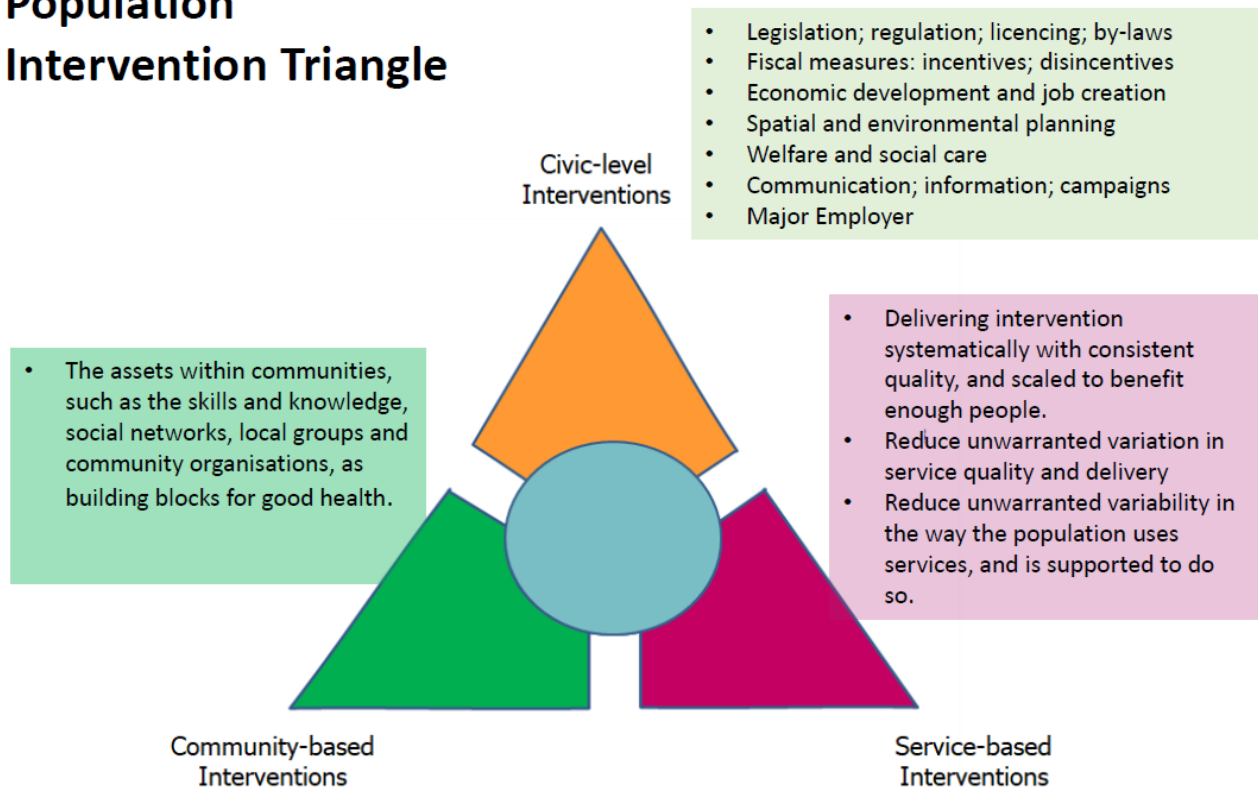 Population
Intervention Triangle
• Legislation; regulation; licencing; by-laws
• Fiscal measures: incentives; disincentives
• Economic development and job creation
• Spatial and environmental planning
• Welfare and social care
• Communication; information; campaigns
• Major Employer
Civic-level
Interventions
• The assets within communities,
such as the skills and knowledge,
social networks, local groups and
community organisations, as
building blocks for good health.
• Delivering intervention
systematically with consistent
quality, and scaled to benefit
enough people.
• Reduce unwarranted variation in
service quality and delivery
• Reduce unwarranted variability in
the way the population uses
services, and is supported to do
so.
Community-based
Interventions
Service-based
Interventions